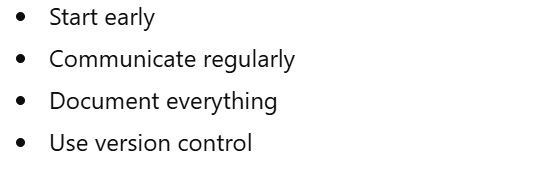 • Start early
• Communicate regularly
• Document everything
• Use version control